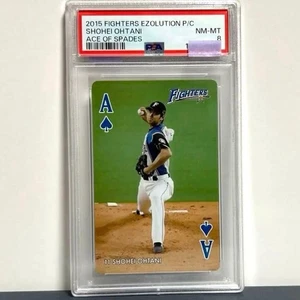 2015 FIGHTERS EZOLUTION P/C
NM-MT
SHOHEI OHTANI
PSA
8
ACE OF SPADES
A
FIGHTERS
11 SHOHEI OHTANI
A